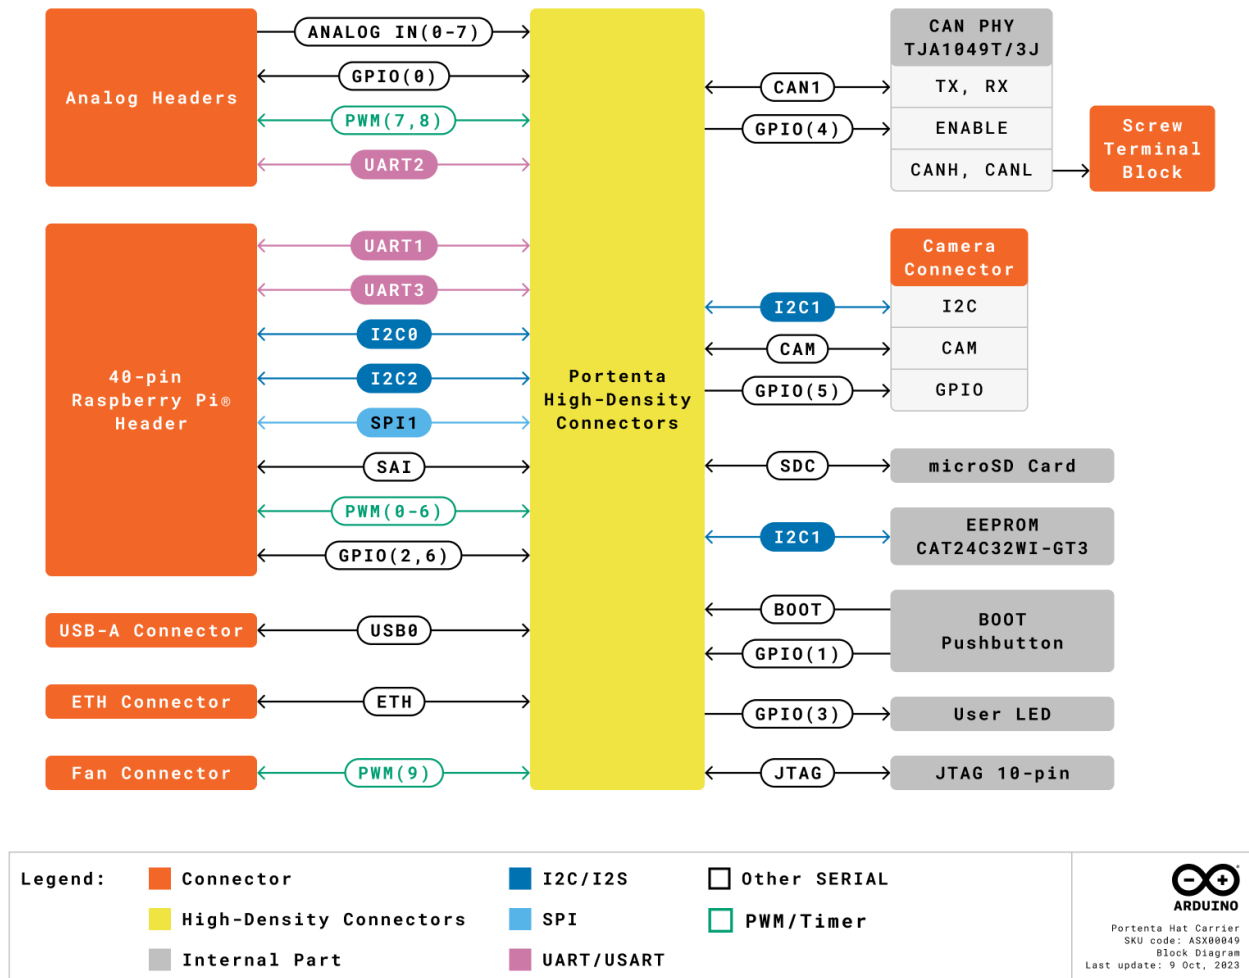 ANALOG IN(0-7)
GPIO(0)
Analog Headers
PWM(7,8)
UART2
UART1
UART3
I2C0
I2C2
40-pin
Raspberry Pi®
Header
SPI1
SAI
PWM(0-6)
GPIO(2,6)
USB-A Connector
USB0
ETH Connector
ETH
Fan Connector
PWM(9)
Portenta
High-Density
Connectors
CAN PHY
TJA1049T/3J
CAN1
TX, RX
GPIO(4)
ENABLE
CANH, CANL
Screw
Terminal
Block
Camera
Connector
I2C1
I2C
CAM
CAM
GPIO(5)
GPIO
SDC
microSD Card
I2C1
EEPROM
CAT24C32WI-GT3
BOOT
GPIO(1)
BOOT
Pushbutton
GPIO(3)
User LED
JTAG
JTAG 10-pin
Legend:
Connector
High-Density Connectors
Internal Part
I2C/I2S
SPI
UART/USART
Other SERIAL
PWM/Timer
ARDUINO
Portenta Hat Carrier
SKU code: ASX00049
Block Diagram
Last update: 9 Oct, 2023